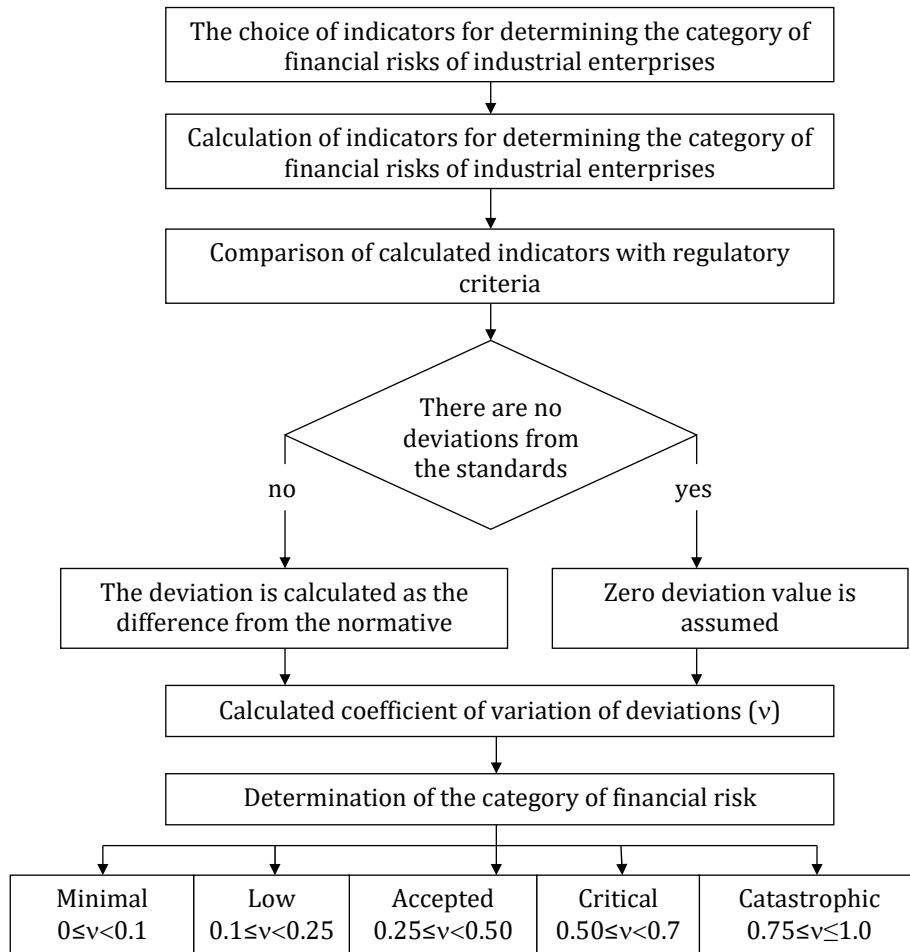 The choice of indicators for determining the category of
financial risks of industrial enterprises
Calculation of indicators for determining the category of
financial risks of industrial enterprises
Comparison of calculated indicators with regulatory
criteria
There are no
deviations from
the standards
no
yes
The deviation is calculated as the
difference from the normative
Zero deviation value is
assumed
Calculated coefficient of variation of deviations (ν)
Determination of the category of financial risk
Minimal
0≤ν<0.1
Low
0.1≤ν<0.25
Accepted
0.25≤ν<0.50
Critical
0.50≤ν<0.7
Catastrophic
0.75≤ν≤1.0